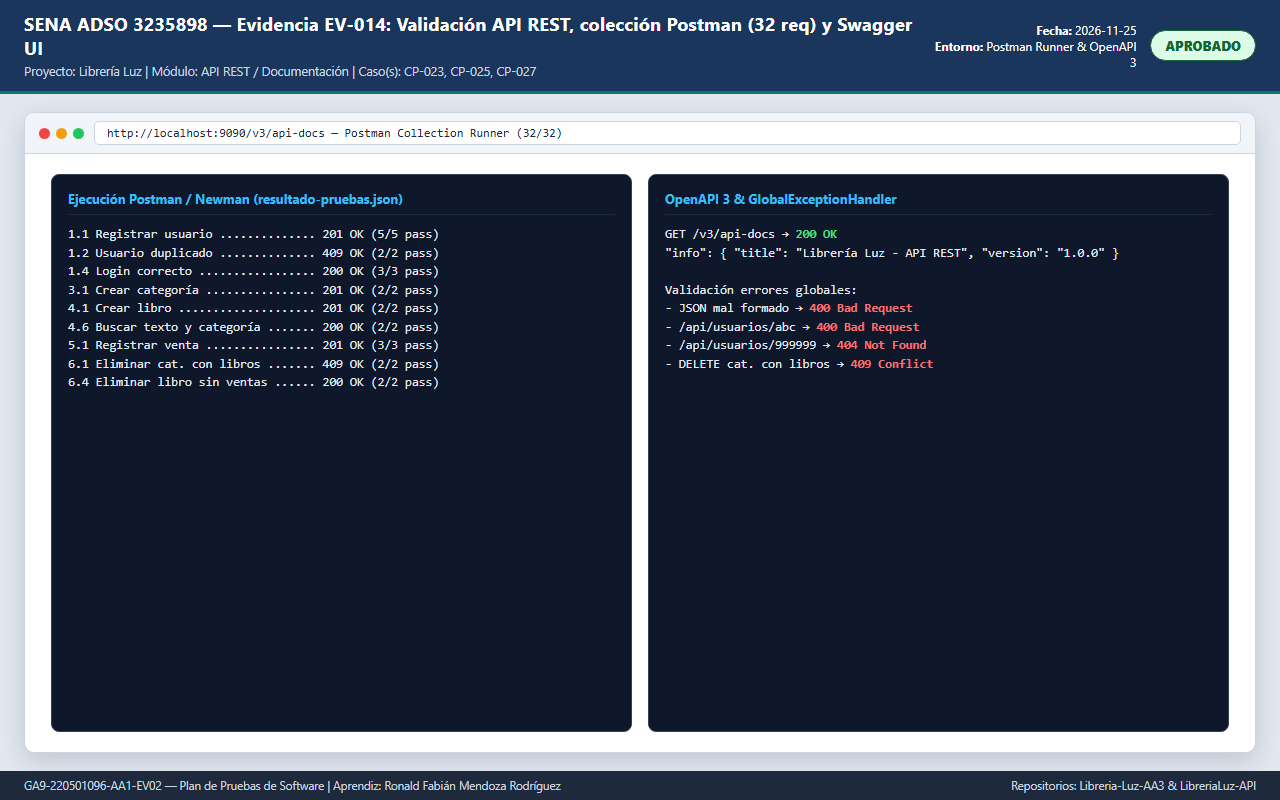 SENA ADSO 3235898 — Evidencia EV-014: Validación API REST, colección Postman (32 req) y Swagger
UI
Proyecto: Librería Luz | Módulo: API REST / Documentación | Caso(s): CP-023, CP-025, CP-027
Fecha: 2026-11-25
Entorno: Postman Runner & OpenAPI
3
APROBADO
http://localhost:9090/v3/api-docs — Postman Collection Runner (32/32)
Ejecución Postman / Newman (resultado-pruebas.json)
1.1 Registrar usuario .............. 201 OK (5/5 pass)
1.2 Usuario duplicado .............. 409 OK (2/2 pass)
1.4 Login correcto ................. 200 OK (3/3 pass)
3.1 Crear categoría ................ 201 OK (2/2 pass)
4.1 Crear libro .................... 201 OK (2/2 pass)
4.6 Buscar texto y categoría ....... 200 OK (2/2 pass)
5.1 Registrar venta ................ 201 OK (3/3 pass)
6.1 Eliminar cat. con libros ....... 409 OK (2/2 pass)
6.4 Eliminar libro sin ventas ...... 200 OK (2/2 pass)
OpenAPI 3 & GlobalExceptionHandler
GET /v3/api-docs → 200 OK
"info": { "title": "Librería Luz - API REST", "version": "1.0.0" }
Validación errores globales:
- JSON mal formado → 400 Bad Request
- /api/usuarios/abc → 400 Bad Request
- /api/usuarios/999999 → 404 Not Found
- DELETE cat. con libros → 409 Conflict
GA9-220501096-AA1-EV02 — Plan de Pruebas de Software | Aprendiz: Ronald Fabián Mendoza Rodríguez
Repositorios: Libreria-Luz-AA3 & LibreriaLuz-API